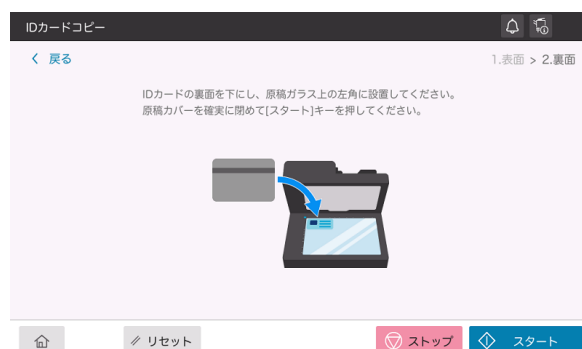 IDカードコピー
戻る
1.表面 > 2.裏面
IDカードの裏面を下にし、原稿ガラス上の左角に設置してください。
原稿カバーを確実に閉めて[スタート]キーを押してください。
リセット
ストップ
スタート